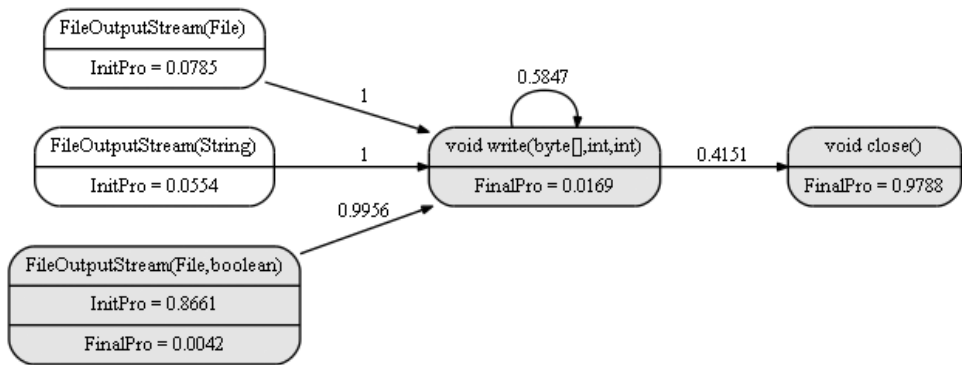 FileOutputStream(File)
InitPro = 0.0785
1
0.5847
FileOutputStream(String)
InitPro = 0.0554
1
void write(byte[],int,int)
FinalPro = 0.0169
0.4151
void close()
FinalPro = 0.9788
0.9956
FileOutputStream(File,boolean)
InitPro = 0.8661
FinalPro = 0.0042